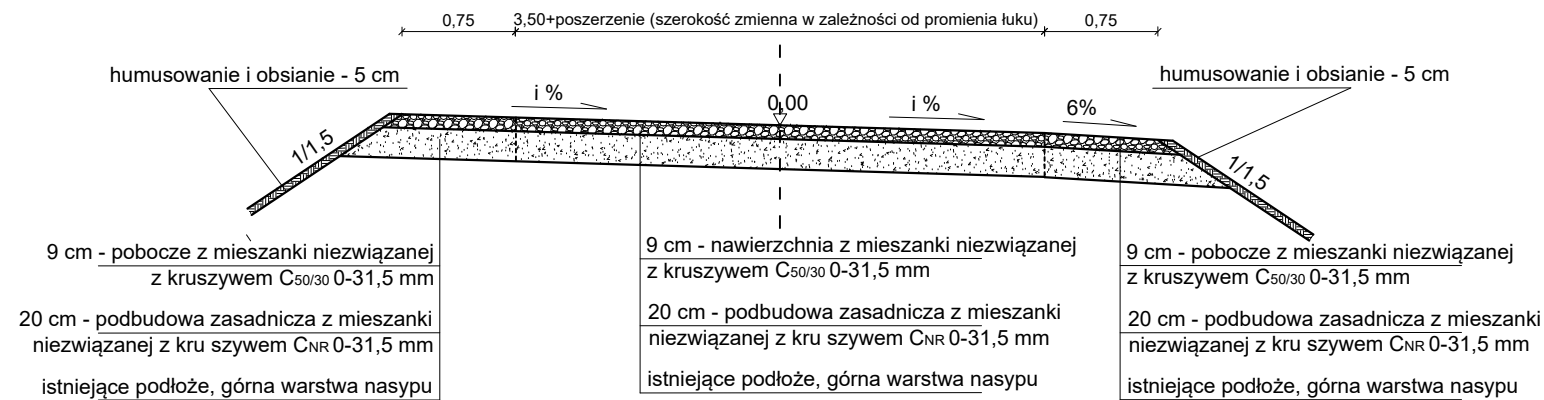 0,75
3,50+poszerzenie (szerokość zmienna w zależności od promienia łuku)
0,75
humusowanie i obsianie - 5 cm
humusowanie i obsianie - 5 cm
i %
0,00
i %
6%
1/1,5
1/1,5
9 cm - pobocze z mieszanki niezwiązanej
z kruszywem C50/30 0-31,5 mm
20 cm - podbudowa zasadnicza z mieszanki
niezwiązanej z kru szywem CNR 0-31,5 mm
istniejące podłoże, górna warstwa nasypu
9 cm - nawierzchnia z mieszanki niezwiązanej
z kruszywem C50/30 0-31,5 mm
20 cm - podbudowa zasadnicza z mieszanki
niezwiązanej z kru szywem CNR 0-31,5 mm
istniejące podłoże, górna warstwa nasypu
9 cm - pobocze z mieszanki niezwiązanej
z kruszywem C50/30 0-31,5 mm
20 cm - podbudowa zasadnicza z mieszanki
niezwiązanej z kru szywem CNR 0-31,5 mm
istniejące podłoże, górna warstwa nasypu